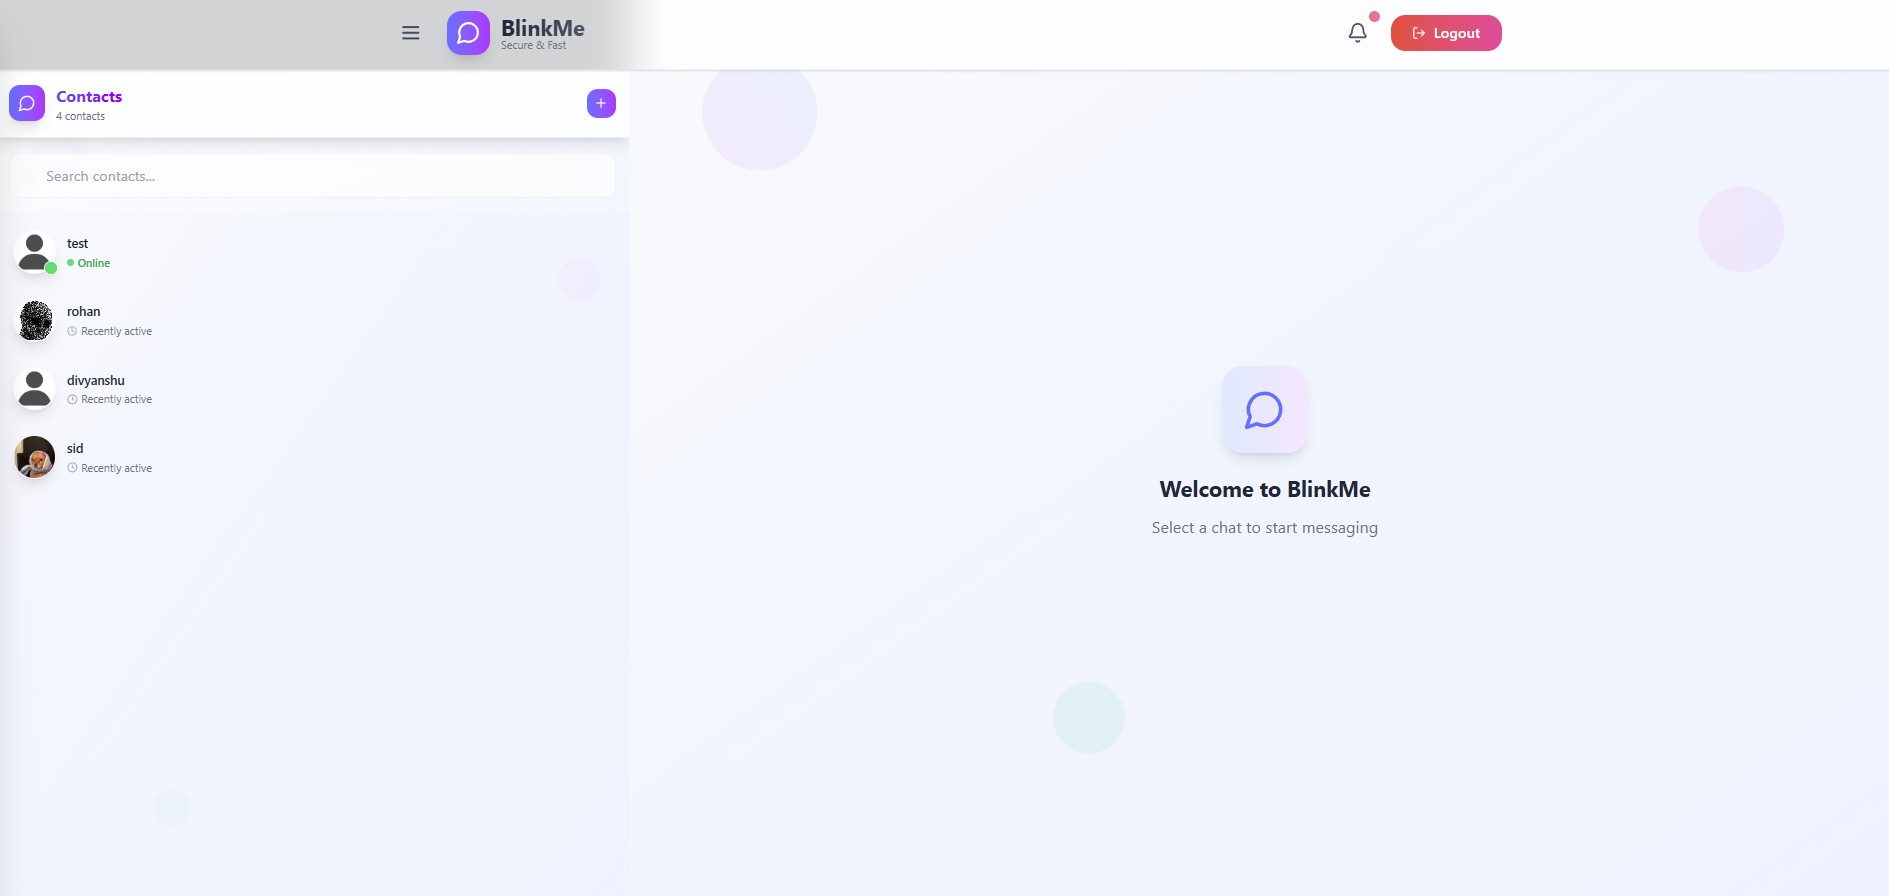 BlinkMe
Secure & Fast
Logout
Contacts
4 contacts
+
Search contacts...
test
Online
rohan
Recently active
divyanshu
Recently active
sid
Recently active
Welcome to BlinkMe
Select a chat to start messaging